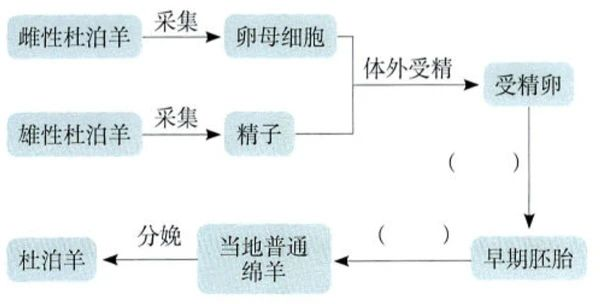 雌性杜泊羊
采集
卵母细胞
体外受精
受精卵
雄性杜泊羊
采集
精子
(　　)
早期胚胎
(　　)
当地普通
绵羊
分娩
杜泊羊